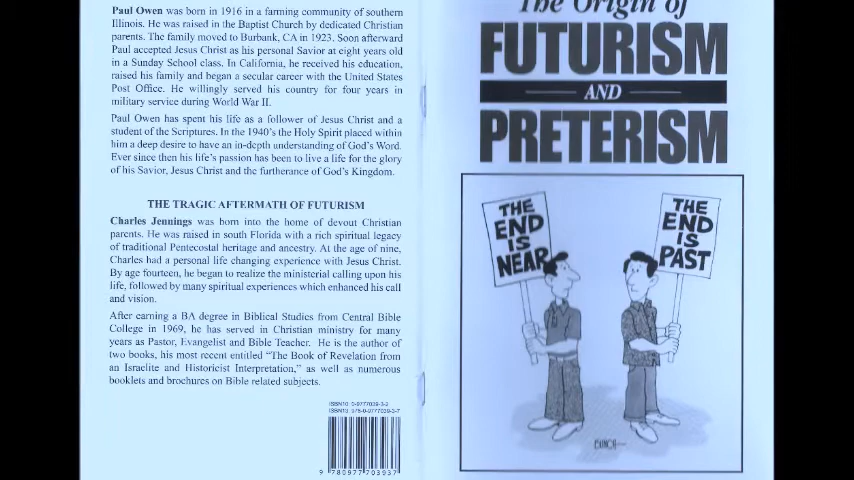 Paul Owen was born in 1916 in a farming community of southern
Illinois. He was raised in the Baptist Church by dedicated Christian
parents. The family moved to Burbank, CA in 1923. Soon afterward
Paul accepted Jesus Christ as his personal Savior at eight years old
in a Sunday School class. In California, he received his education,
raised his family and began a secular career with the United States
Post Office. He willingly served his country for four years in
military service during World War II.
Paul Owen has spent his life as a follower of Jesus Christ and a
student of the Scriptures. In the 1940's the Holy Spirit placed within
him a deep desire to have an in-depth understanding of God's Word.
Ever since then his life's passion has been to live a life for the glory
of his Savior, Jesus Christ and the furtherance of God's Kingdom.
THE TRAGIC AFTERMATH OF FUTURISM
Charles Jennings was born into the home of devout Christian
parents. He was raised in south Florida with a rich spiritual legacy
of traditional Pentecostal heritage and ancestry. At the age of nine,
Charles had a personal life changing experience with Jesus Christ.
By age fourteen, he began to realize the ministerial calling upon his
life, followed by many spiritual experiences which enhanced his call
and vision.
After earning a BA degree in Biblical Studies from Central Bible
College in 1969, he has served in Christian ministry for many
years as Pastor, Evangelist and Bible Teacher. He is the author of
two books, his most recent entitled “The Book of Revelation from
an Israelite and Historicist Interpretation,” as well as numerous
booklets and brochures on Bible related subjects.
ISBN10
ISBN13
9 780977 703937
The Origin of
FUTURISM
AND
PRETERISM
THE
END
IS
NEAR
THE
END
iS
PAST